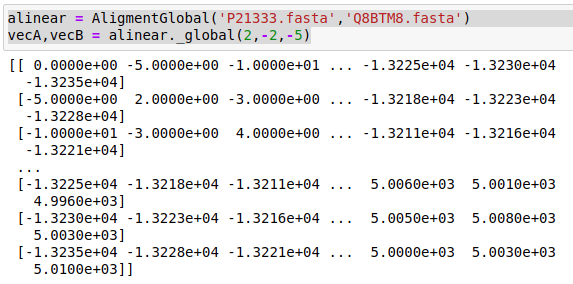 alinear = AligmentGlobal('P21333.fasta','Q8BTM8.fasta')
vecA,vecB = alinear._global(2,-2,-5)
[[ 0.0000e+00 -5.0000e+00 -1.0000e+01 ... -1.3225e+04 -1.3230e+04
-1.3235e+04]
[-5.0000e+00 2.0000e+00 -3.0000e+00 ... -1.3218e+04 -1.3223e+04
-1.3228e+04]
[-1.0000e+01 -3.0000e+00 4.0000e+00 ... -1.3211e+04 -1.3216e+04
-1.3221e+04]
...
[-1.3225e+04 -1.3218e+04 -1.3211e+04 ... 5.0060e+03 5.0010e+03
4.9960e+03]
[-1.3230e+04 -1.3223e+04 -1.3216e+04 ... 5.0050e+03 5.0080e+03
5.0030e+03]
[-1.3235e+04 -1.3228e+04 -1.3221e+04 ... 5.0000e+03 5.0030e+03
5.0100e+03]]